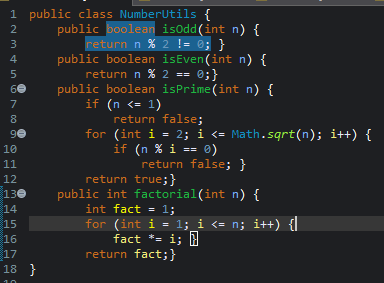 1 public class NumberUtils {
2 public boolean isOdd(int n) {
3 return n % 2 != 0; }
4 public boolean isEven(int n) {
5 return n % 2 == 0;}
6 public boolean isPrime(int n) {
7 if (n <= 1)
8 return false;
9 for (int i = 2; i <= Math.sqrt(n); i++) {
10 if (n % i == 0)
11 return false; }
12 return true;}
13 public int factorial(int n) {
14 int fact = 1;
15 for (int i = 1; i <= n; i++) {
16 fact *= i; }
17 return fact;}
18 }